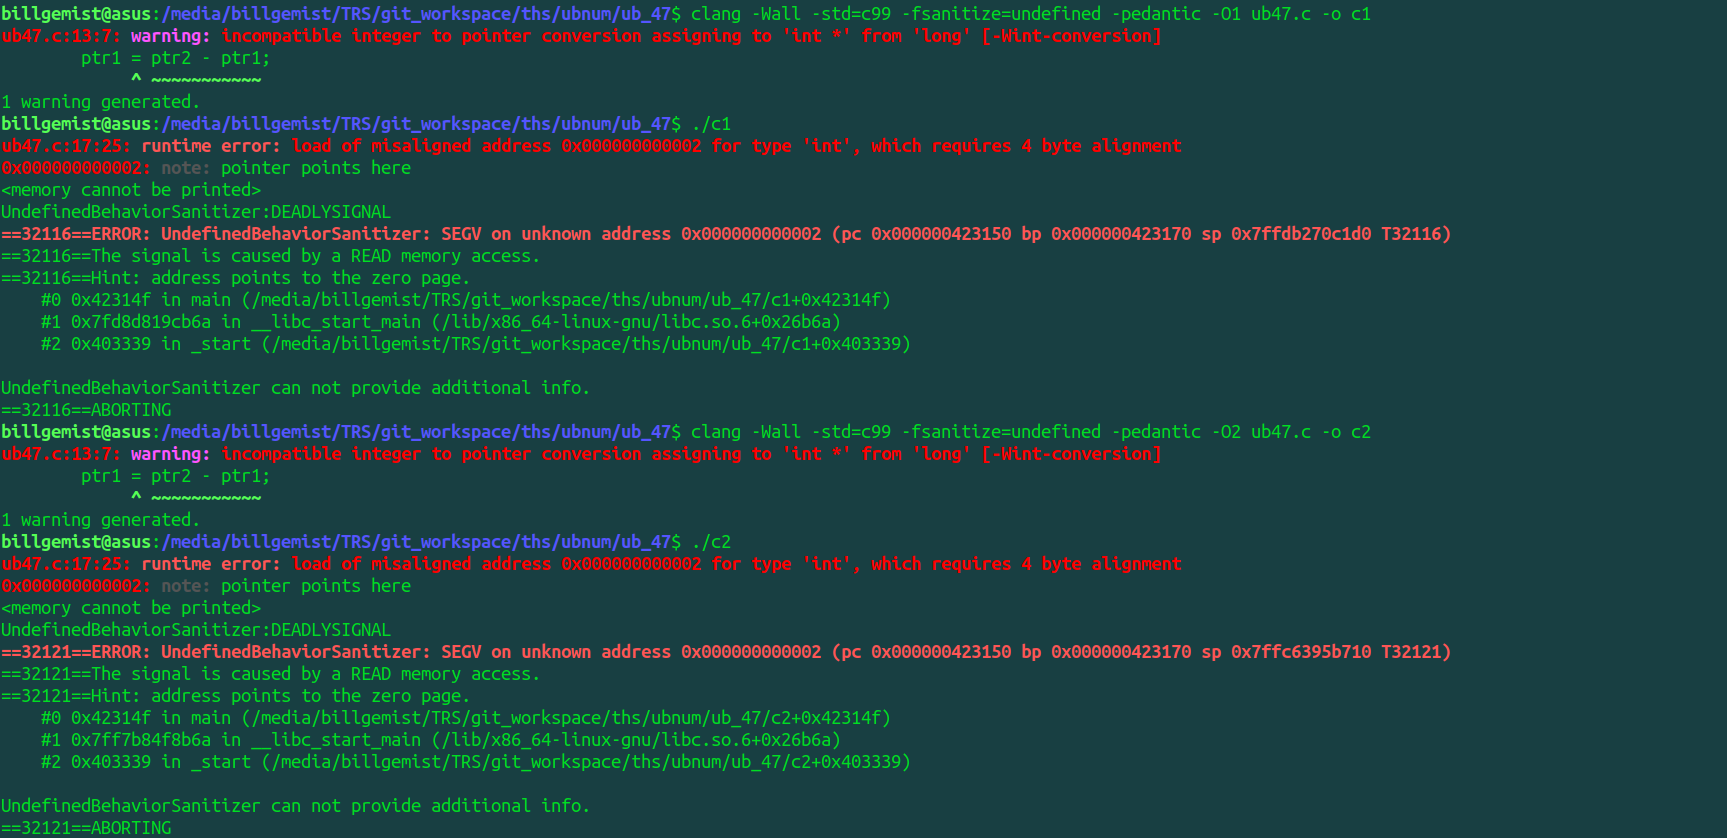 billgemist@asus:/media/billgemist/TRS/git_workspace/ths/ubnum/ub_47$ clang -Wall -std=c99 -fsanitize=undefined -pedantic -O1 ub47.c -o c1
ub47.c:13:7: warning: incompatible integer to pointer conversion assigning to 'int *' from 'long' [-Wint-conversion]
        ptr1 = ptr2 - ptr1;
             ^ ~~~~~~~~~~~
1 warning generated.
billgemist@asus:/media/billgemist/TRS/git_workspace/ths/ubnum/ub_47$ ./c1
ub47.c:17:25: runtime error: load of misaligned address 0x000000000002 for type 'int', which requires 4 byte alignment
0x000000000002: note: pointer points here
<memory cannot be printed>
UndefinedBehaviorSanitizer:DEADLYSIGNAL
==32116==ERROR: UndefinedBehaviorSanitizer: SEGV on unknown address 0x000000000002 (pc 0x000000423150 bp 0x000000423170 sp 0x7ffdb270c1d0 T32116)
==32116==The signal is caused by a READ memory access.
==32116==Hint: address points to the zero page.
    #0 0x42314f in main (/media/billgemist/TRS/git_workspace/ths/ubnum/ub_47/c1+0x42314f)
    #1 0x7fd8d819cb6a in __libc_start_main (/lib/x86_64-linux-gnu/libc.so.6+0x26b6a)
    #2 0x403339 in _start (/media/billgemist/TRS/git_workspace/ths/ubnum/ub_47/c1+0x403339)

UndefinedBehaviorSanitizer can not provide additional info.
==32116==ABORTING
billgemist@asus:/media/billgemist/TRS/git_workspace/ths/ubnum/ub_47$ clang -Wall -std=c99 -fsanitize=undefined -pedantic -O2 ub47.c -o c2
ub47.c:13:7: warning: incompatible integer to pointer conversion assigning to 'int *' from 'long' [-Wint-conversion]
        ptr1 = ptr2 - ptr1;
             ^ ~~~~~~~~~~~
1 warning generated.
billgemist@asus:/media/billgemist/TRS/git_workspace/ths/ubnum/ub_47$ ./c2
ub47.c:17:25: runtime error: load of misaligned address 0x000000000002 for type 'int', which requires 4 byte alignment
0x000000000002: note: pointer points here
<memory cannot be printed>
UndefinedBehaviorSanitizer:DEADLYSIGNAL
==32121==ERROR: UndefinedBehaviorSanitizer: SEGV on unknown address 0x000000000002 (pc 0x000000423150 bp 0x000000423170 sp 0x7ffc6395b710 T32121)
==32121==The signal is caused by a READ memory access.
==32121==Hint: address points to the zero page.
    #0 0x42314f in main (/media/billgemist/TRS/git_workspace/ths/ubnum/ub_47/c2+0x42314f)
    #1 0x7ff7b84f8b6a in __libc_start_main (/lib/x86_64-linux-gnu/libc.so.6+0x26b6a)
    #2 0x403339 in _start (/media/billgemist/TRS/git_workspace/ths/ubnum/ub_47/c2+0x403339)

UndefinedBehaviorSanitizer can not provide additional info.
==32121==ABORTING